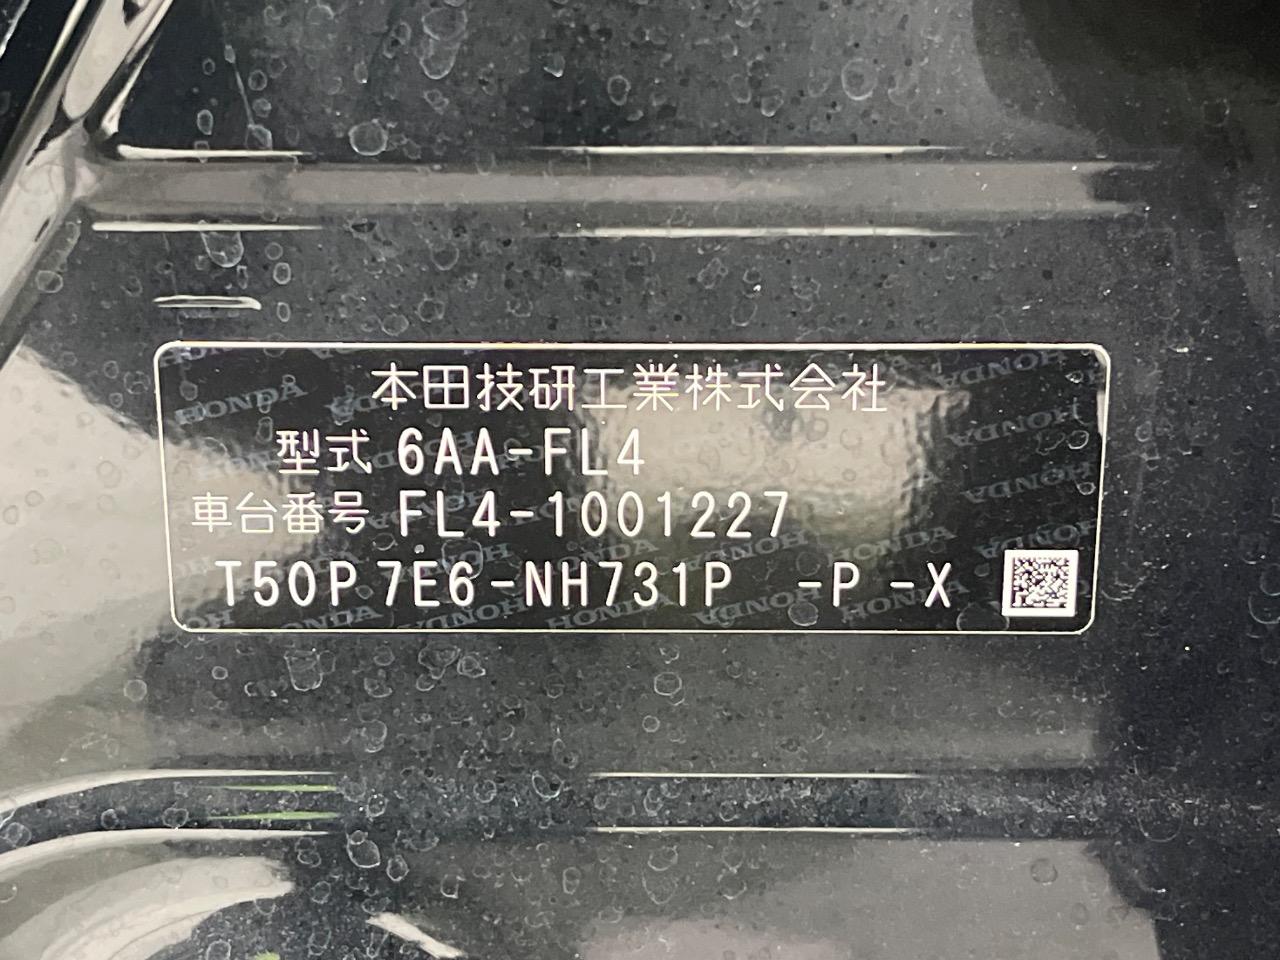 本田技研工業株式会社
型式 6AA-FL4
車台番号 FL4-1001227
T50P 7E6-NH731P -P -X